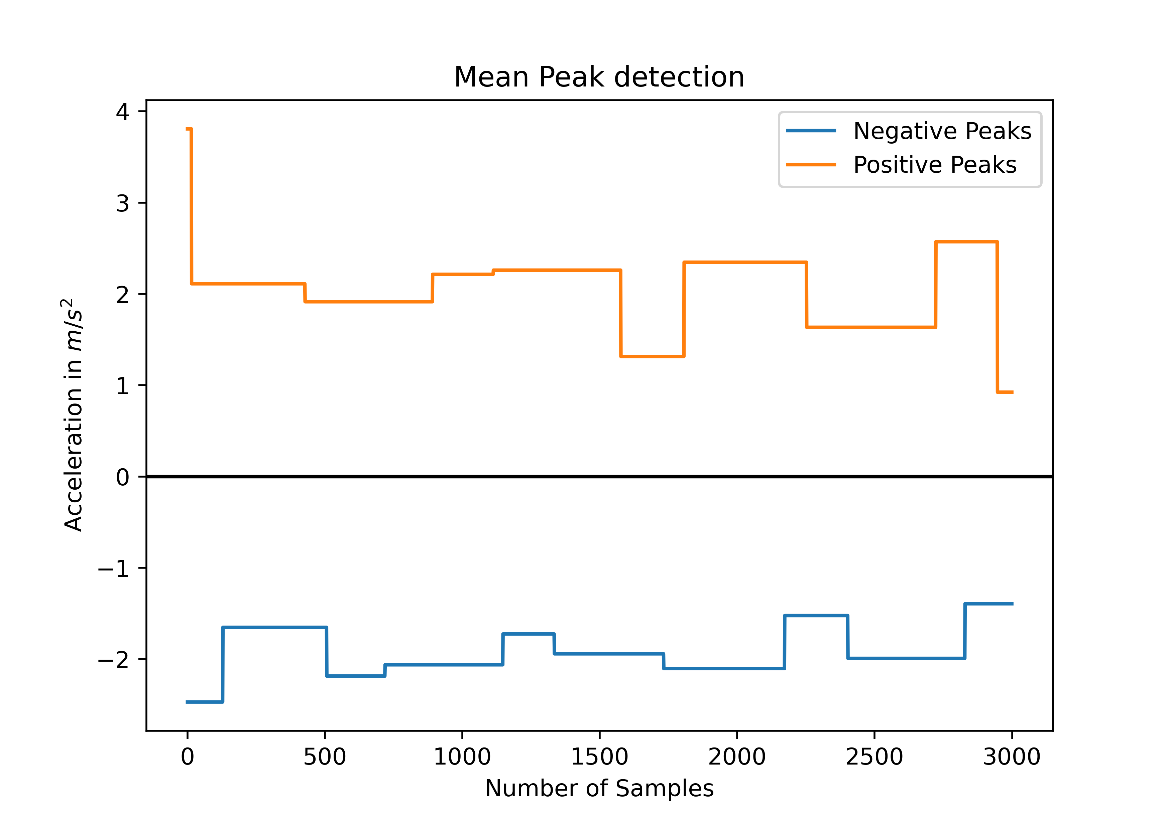 Mean Peak detection
Negative Peaks
Positive Peaks
4
3
2
1
0
−1
−2
Acceleration in m/s²
0 500 1000 1500 2000 2500 3000
Number of Samples